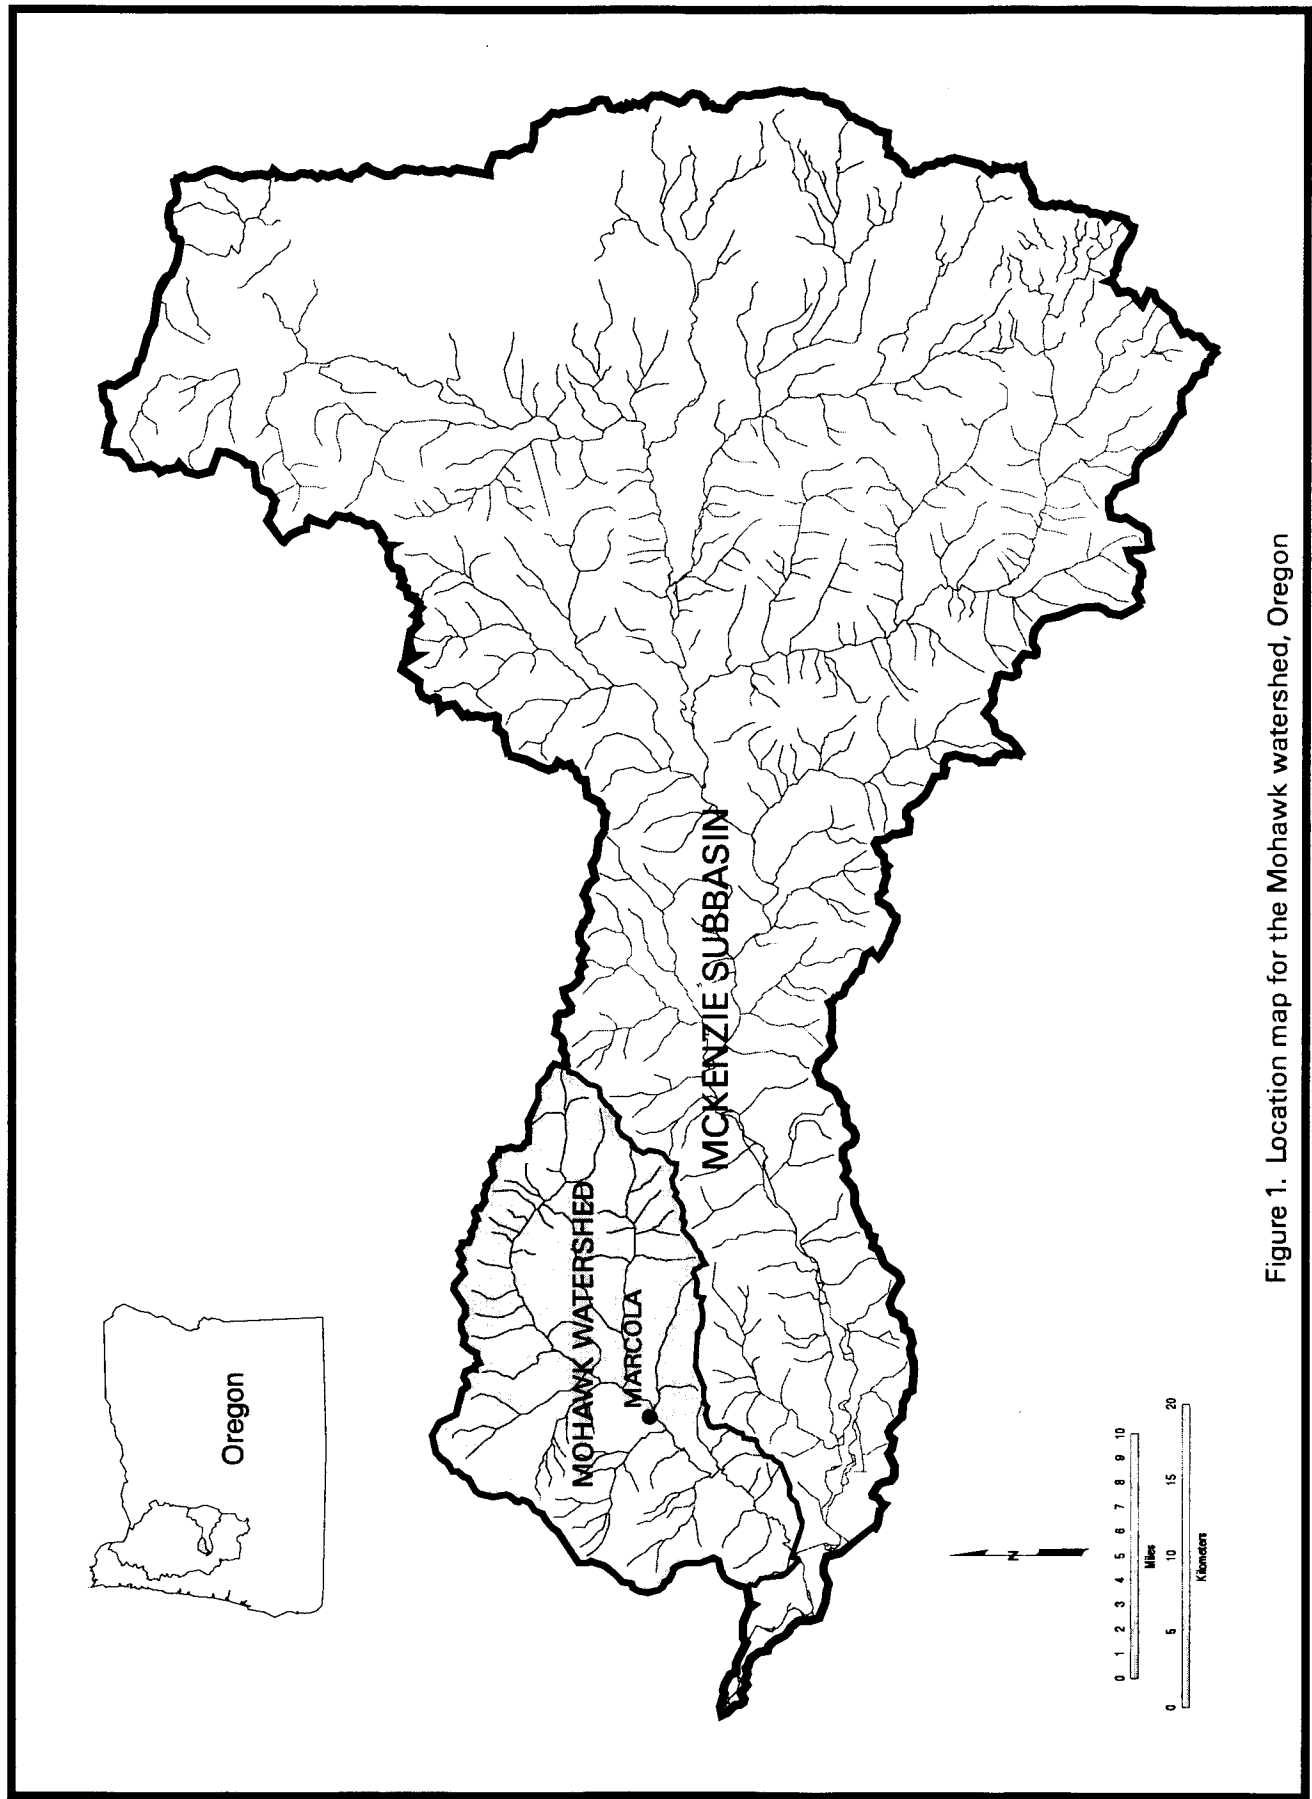 Oregon
MOHAWK WATERSHED
MARCOLA
MCKENZIE SUBBASIN
N
0 1 2 3 4 5 6 7 8 9 10
Miles
0 5 10 15 20
Kilometers
Figure 1. Location map for the Mohawk watershed, Oregon